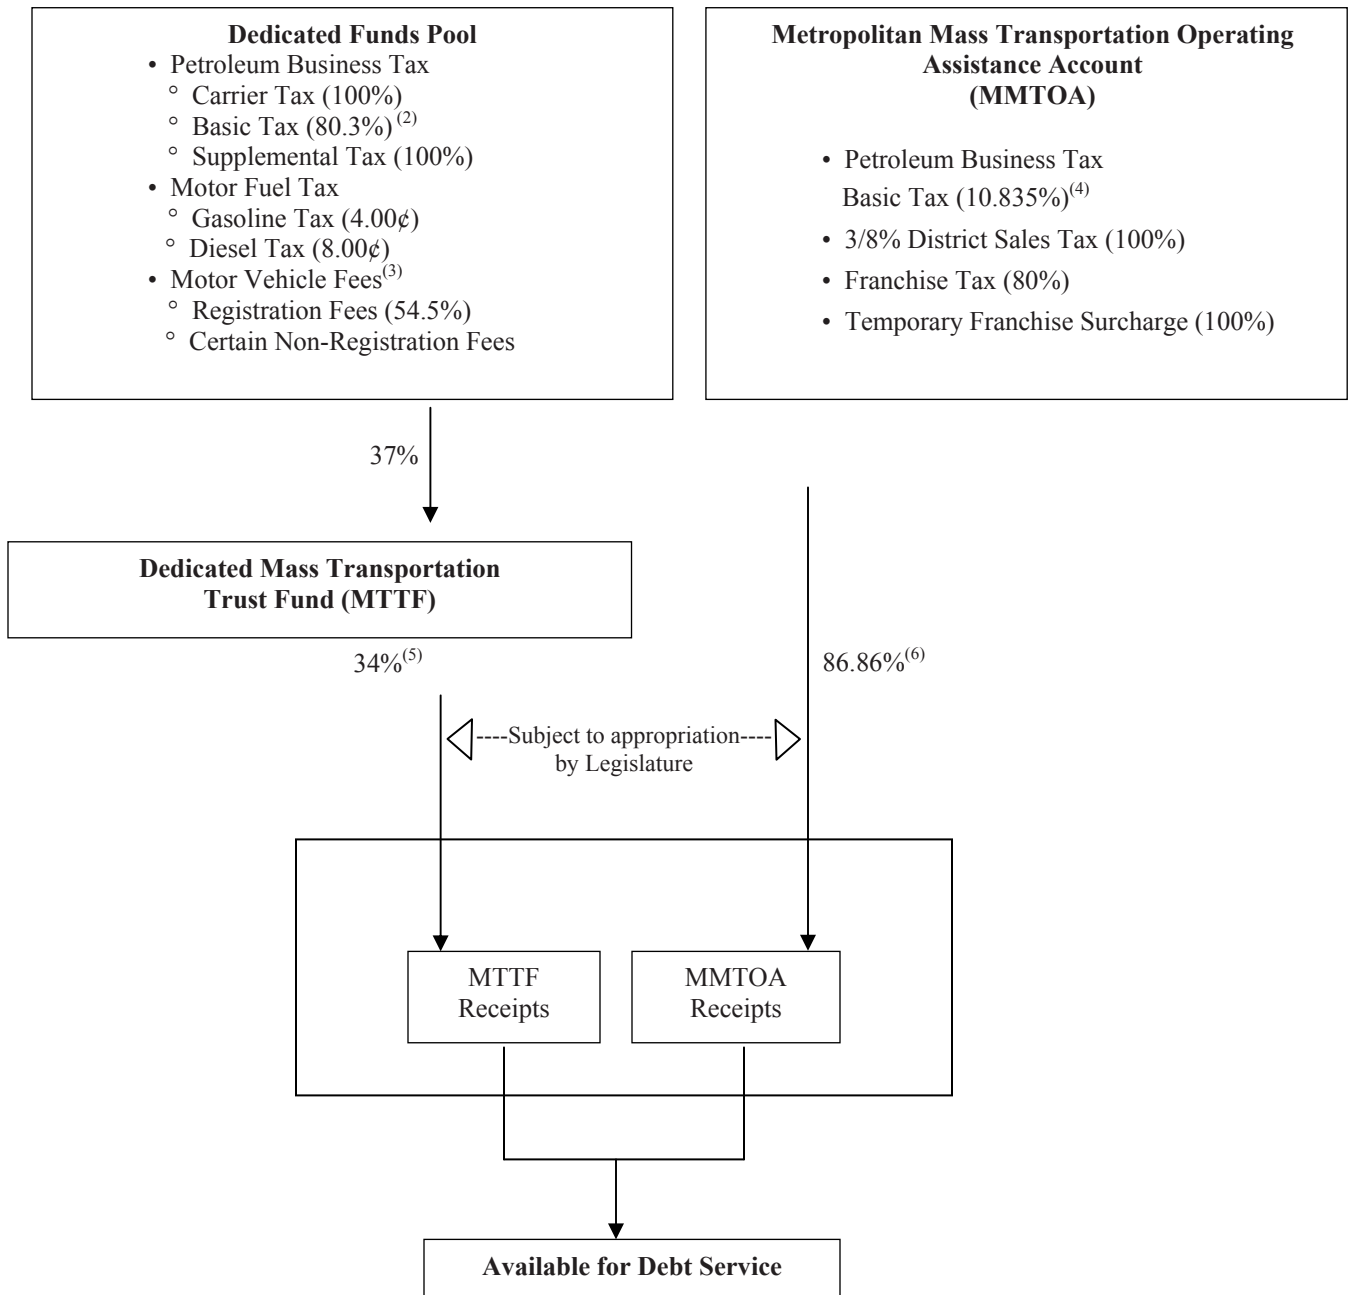 Dedicated Funds Pool
• Petroleum Business Tax
° Carrier Tax (100%)
° Basic Tax (80.3%) (2)
° Supplemental Tax (100%)
• Motor Fuel Tax
° Gasoline Tax (4.00¢)
° Diesel Tax (8.00¢)
• Motor Vehicle Fees(3)
° Registration Fees (54.5%)
° Certain Non-Registration Fees
Metropolitan Mass Transportation Operating
Assistance Account
(MMTOA)
• Petroleum Business Tax
Basic Tax (10.835%)(4)
• 3/8% District Sales Tax (100%)
• Franchise Tax (80%)
• Temporary Franchise Surcharge (100%)
37%
Dedicated Mass Transportation
Trust Fund (MTTF)
34%(5)
86.86%(6)
----Subject to appropriation----
by Legislature
MTTF
Receipts
MMTOA
Receipts
Available for Debt Service